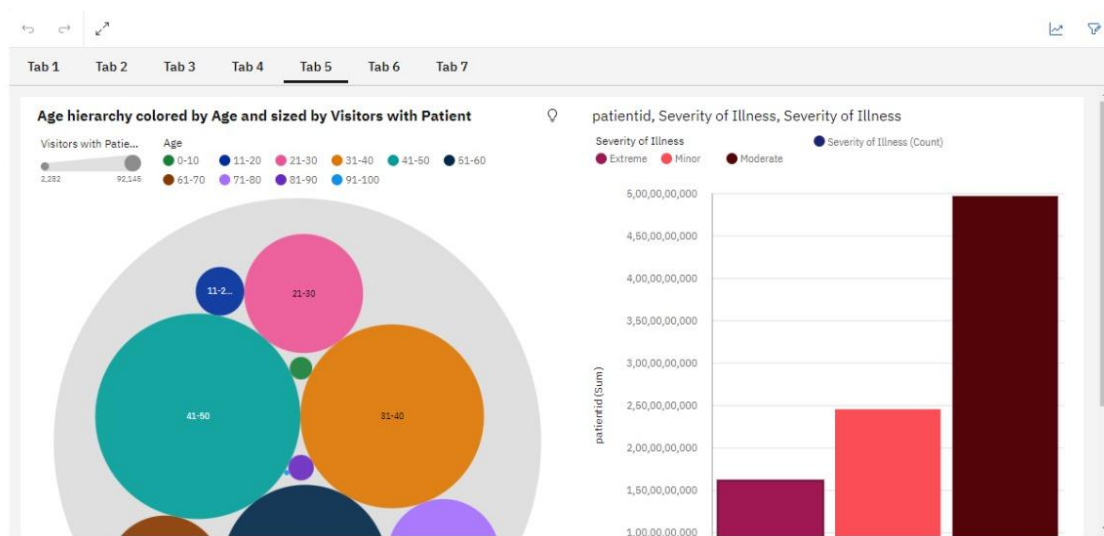 Tab 1 Tab 2 Tab 3 Tab 4 Tab 5 Tab 6 Tab 7
Age hierarchy colored by Age and sized by Visitors with Patient
Visitors with Patie... Age
0-10 11-20 21-30 31-40 41-50 51-60
2,232 92,145
61-70 71-80 81-90 91-100
11-2...
21-30
41-50
31-40
patientid, Severity of Illness, Severity of Illness
Severity of Illness
Severity of Illness (Count)
Extreme Minor Moderate
5,00,00,00,000
4,50,00,00,000
4,00,00,00,000
3,50,00,00,000
3,00,00,00,000
2,50,00,00,000
2,00,00,00,000
1,50,00,00,000
1,00,00,00,000
patientid (Sum)